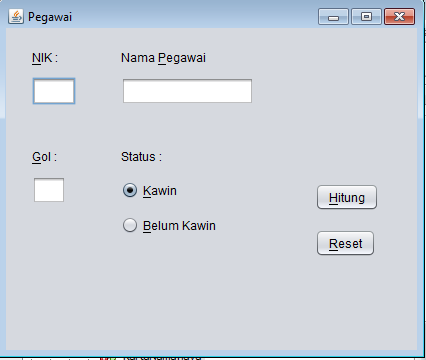 Pegawai
NIK : Nama Pegawai
Gol : Status :
Kawin
Hitung
Belum Kawin
Reset